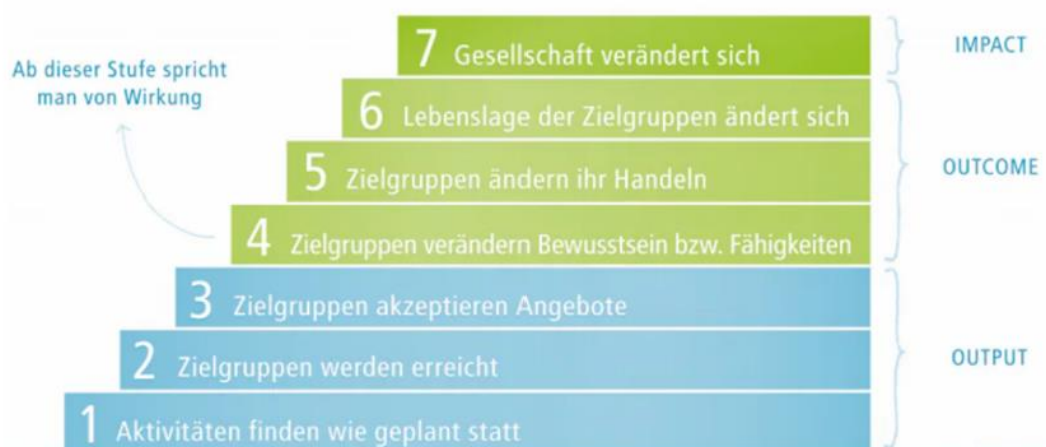 7 Gesellschaft verändert sich
IMPACT
Ab dieser Stufe spricht
man von Wirkung
6 Lebenslage der Zielgruppen ändert sich
5 Zielgruppen ändern ihr Handeln
OUTCOME
4 Zielgruppen verändern Bewusstsein bzw. Fähigkeiten
3 Zielgruppen akzeptieren Angebote
2 Zielgruppen werden erreicht
OUTPUT
1 Aktivitäten finden wie geplant statt